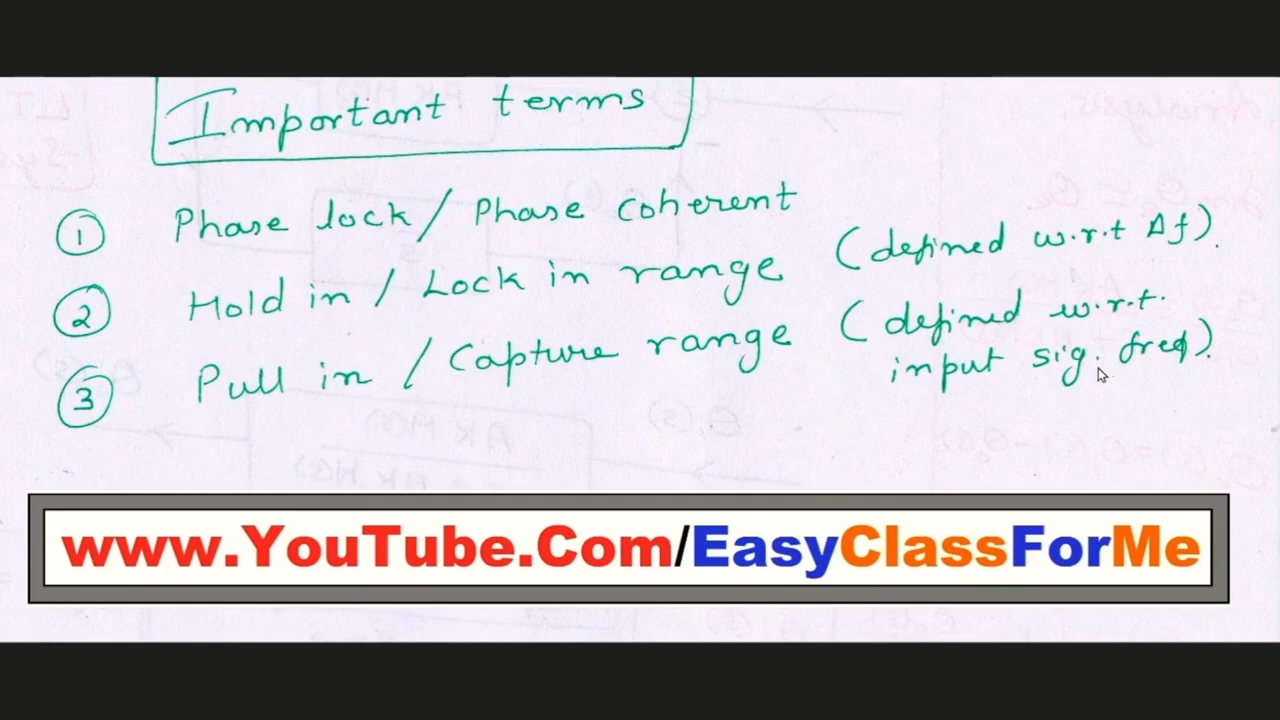 Important terms
① Phase lock / Phase coherent
② Hold in / Lock in range (defined w.r.t Δf).
③ Pull in / Capture range (defined w.r.t. input sig. freq).
www.YouTube.Com/EasyClassForMe